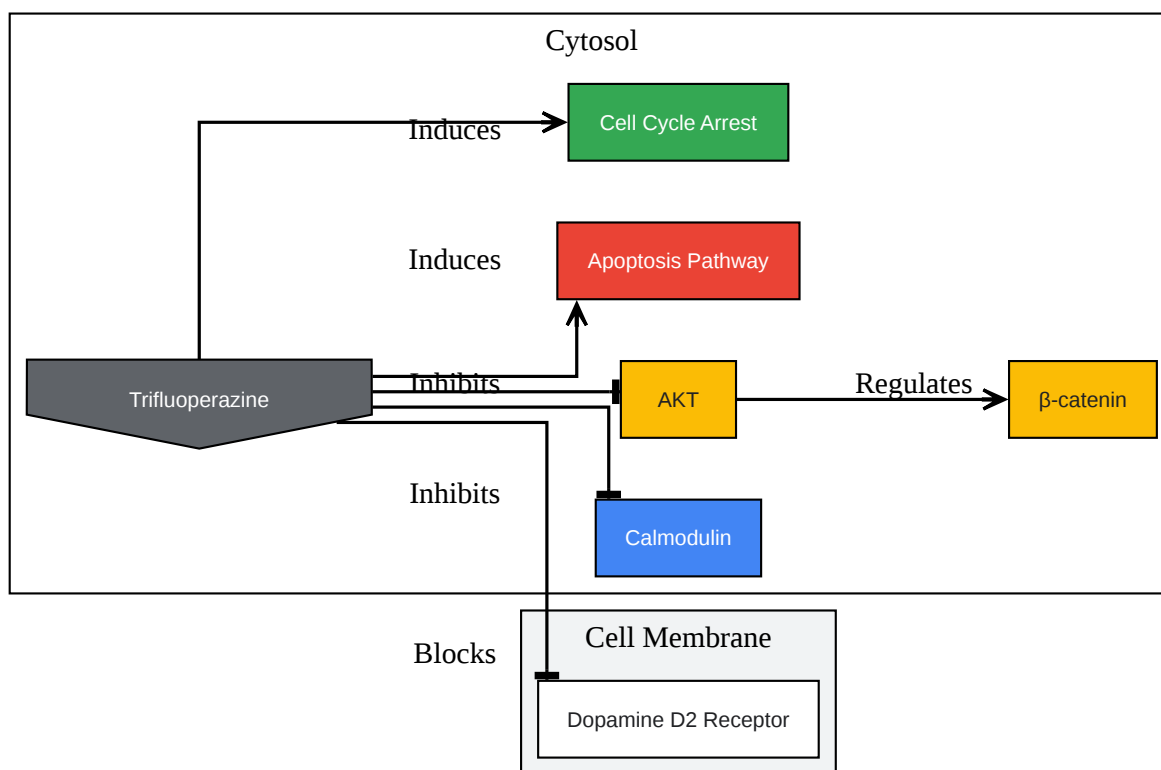 Cytosol
Induces
Cell Cycle Arrest
Induces
Apoptosis Pathway
Trifluoperazine
Inhibits
AKT
Regulates
β-catenin
Inhibits
Calmodulin
Blocks
Cell Membrane
Dopamine D2 Receptor